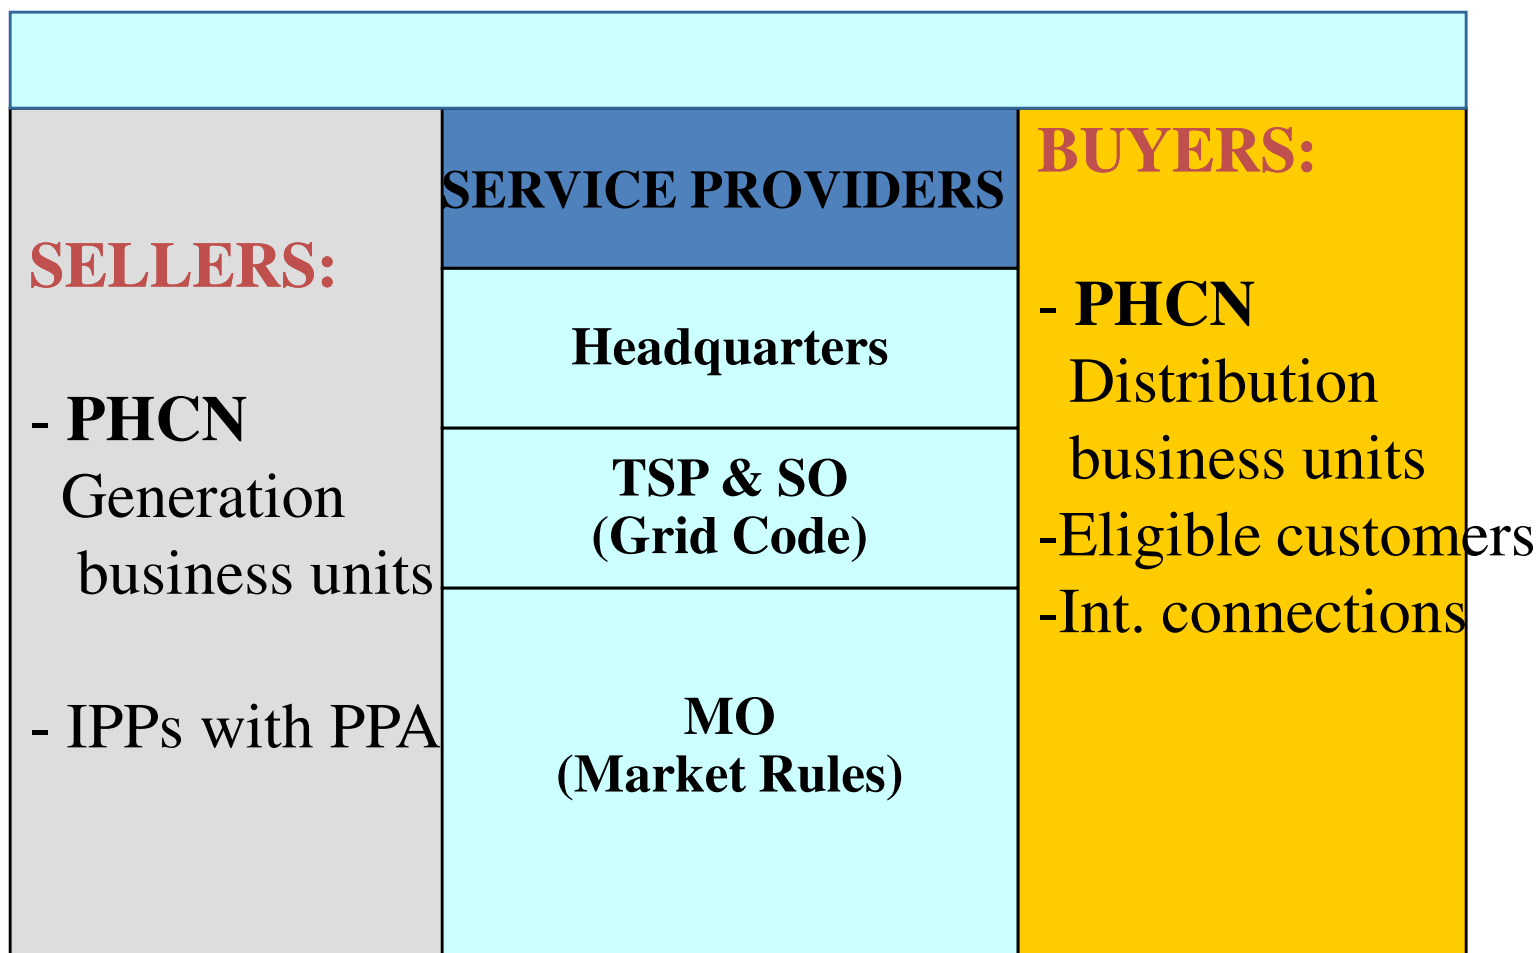 SELLERS:
- PHCN
Generation
business units
- IPPs with PPA
SERVICE PROVIDERS
Headquarters
TSP & SO
(Grid Code)
MO
(Market Rules)
BUYERS:
- PHCN
Distribution
business units
-Eligible customers
-Int. connections